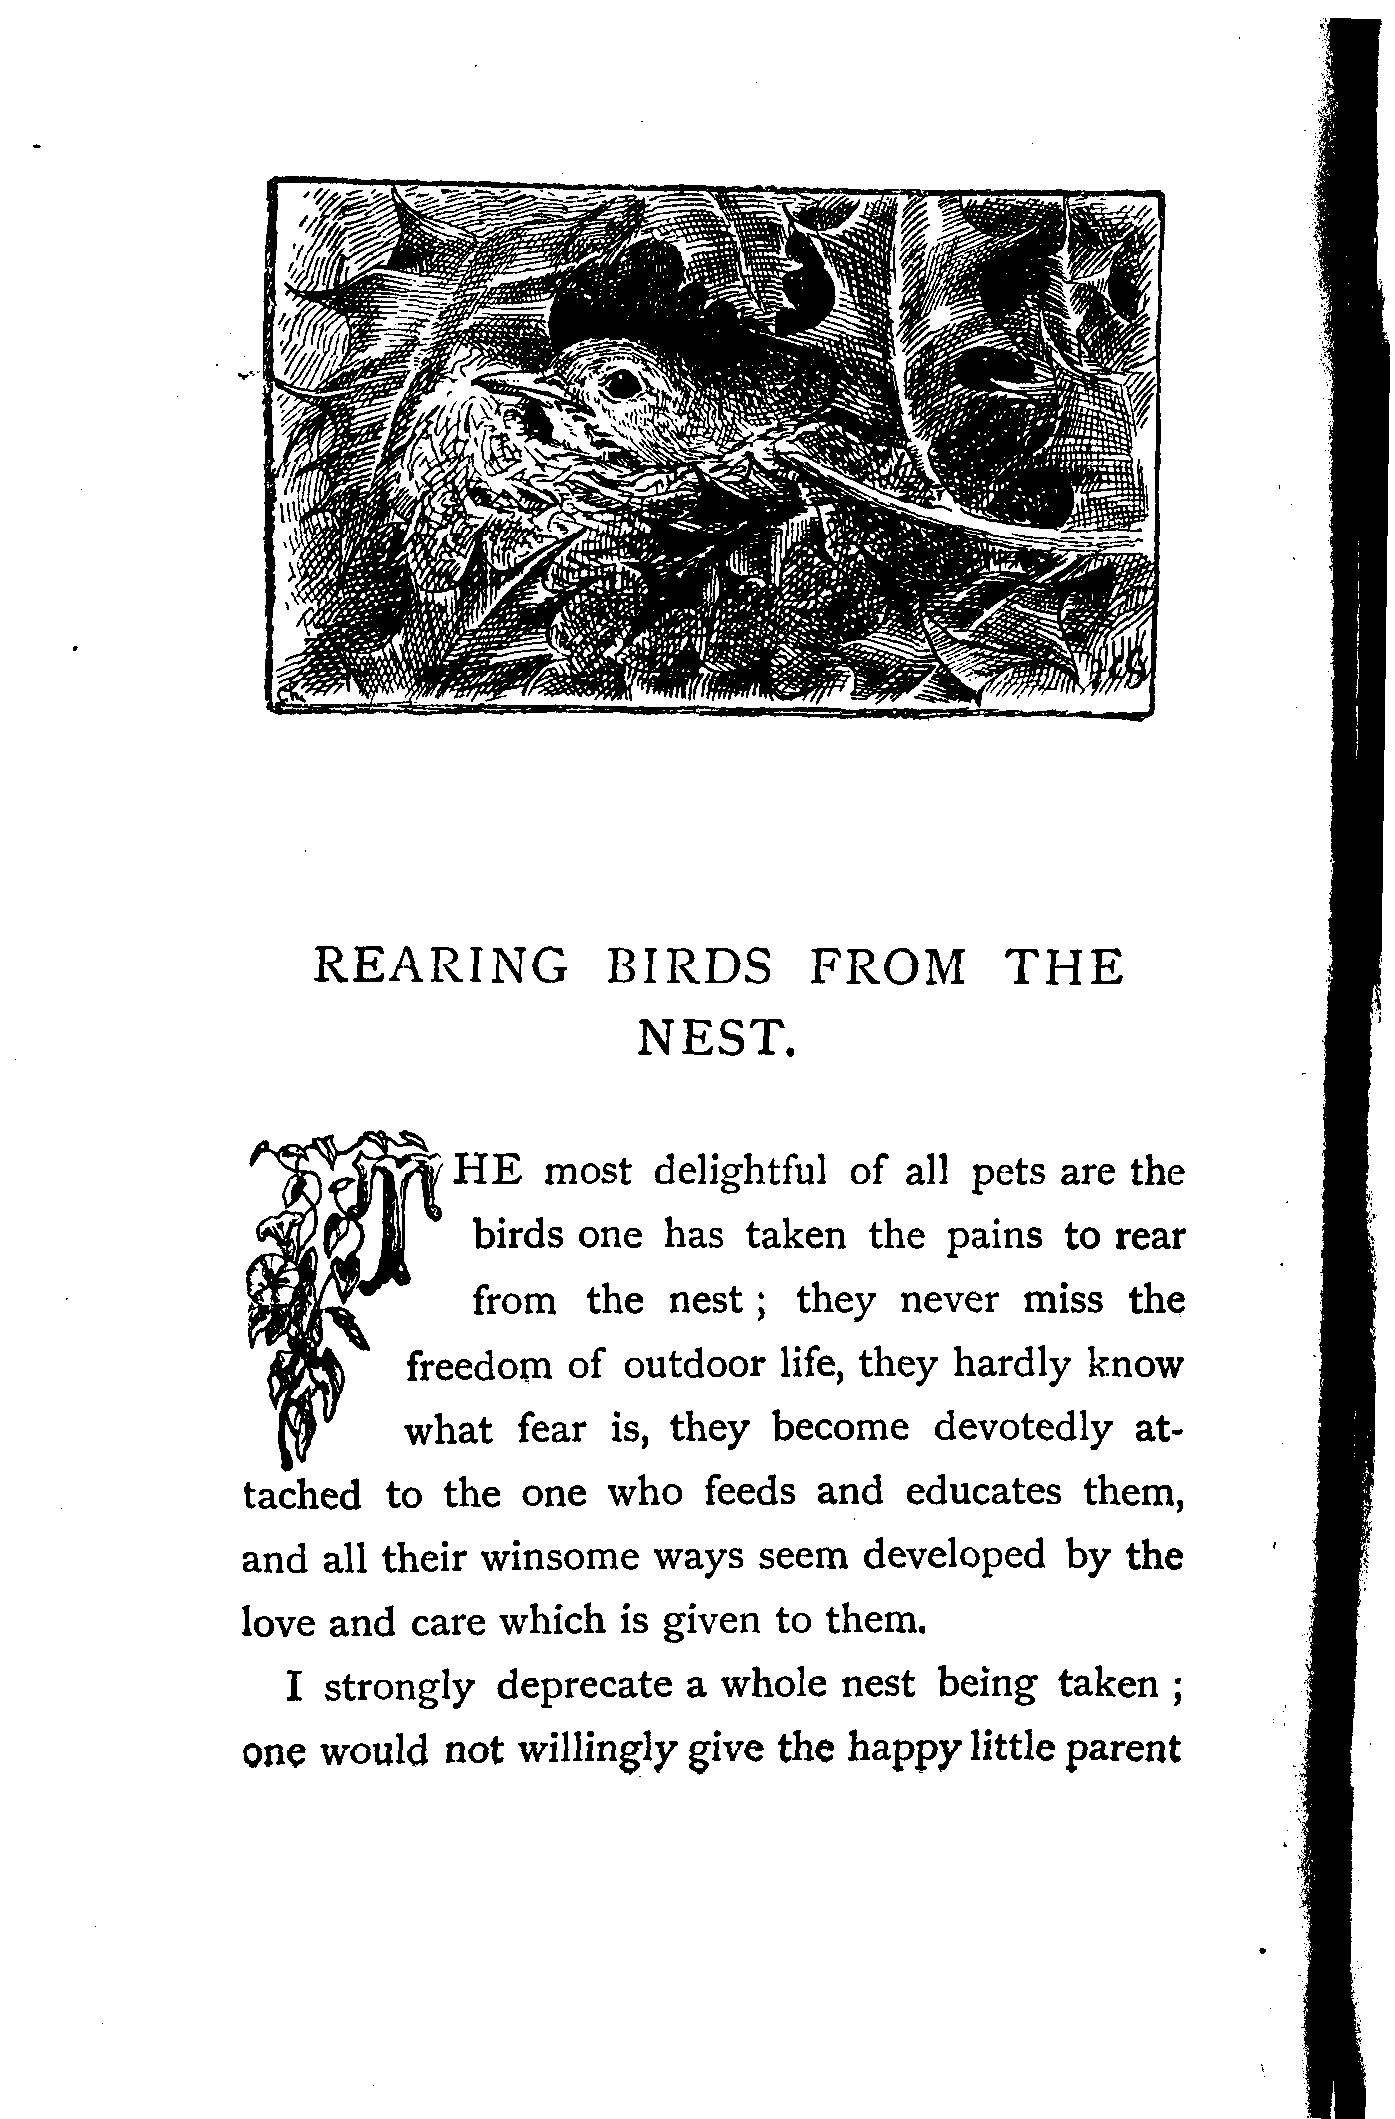 REARING BIRDS FROM THE
NEST.
THE most delightful of all pets are the
birds one has taken the pains to rear
from the nest ; they never miss the
freedom of outdoor life, they hardly know
what fear is, they become devotedly at-
tached to the one who feeds and educates them,
and all their winsome ways seem developed by the
love and care which is given to them.
I strongly deprecate a whole nest being taken ;
one would not willingly give the happy little parent